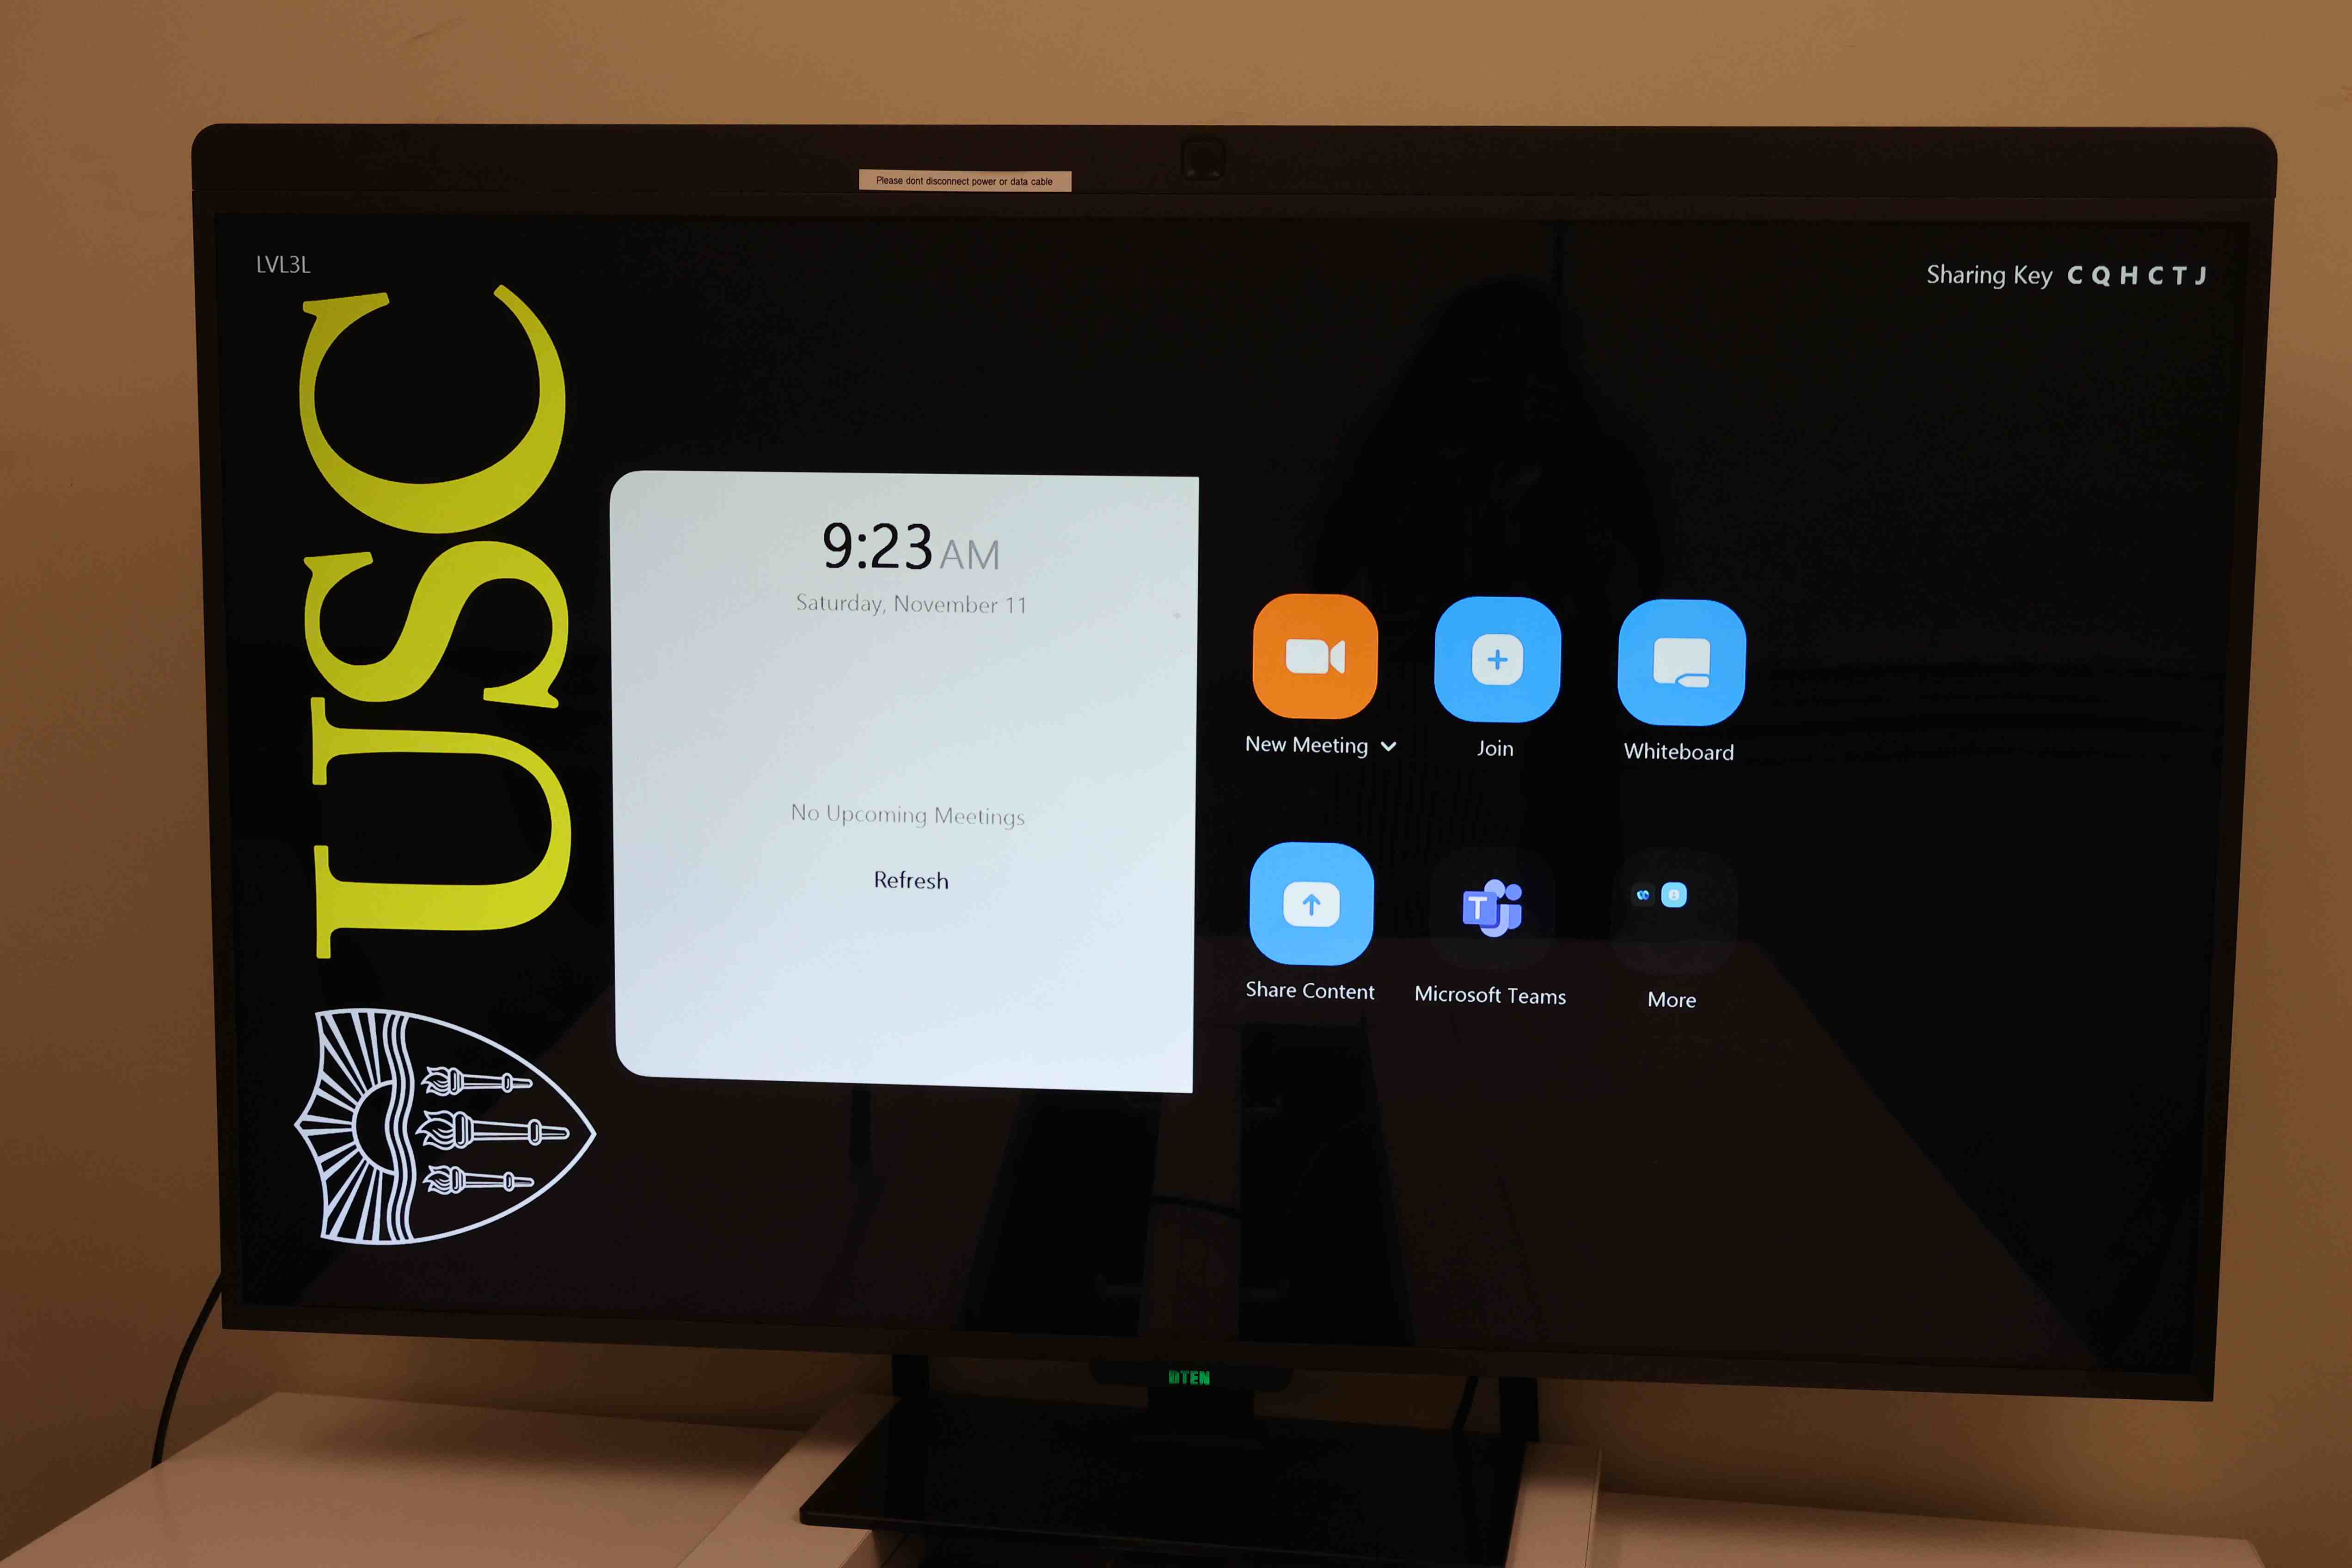 Please dont disconnect power or data cable
LVL3L
Sharing Key CQHCTJ
USC
9:23 AM
Saturday, November 11
No Upcoming Meetings
Refresh
New Meeting
Join
Whiteboard
Share Content
T
Microsoft Teams
More
DTEN